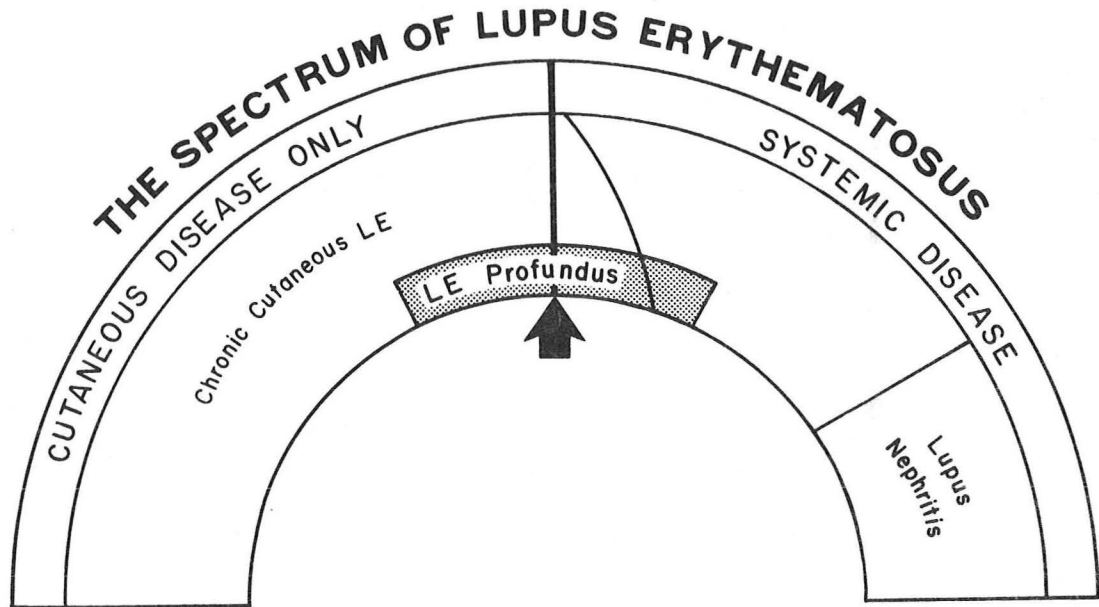 THE SPECTRUM OF LUPUS ERYTHEMATOSUS
CUTANEOUS DISEASE ONLY
SYSTEMIC DISEASE
Chronic Cutaneous LE
LE Profundus
Lupus
Nephritis